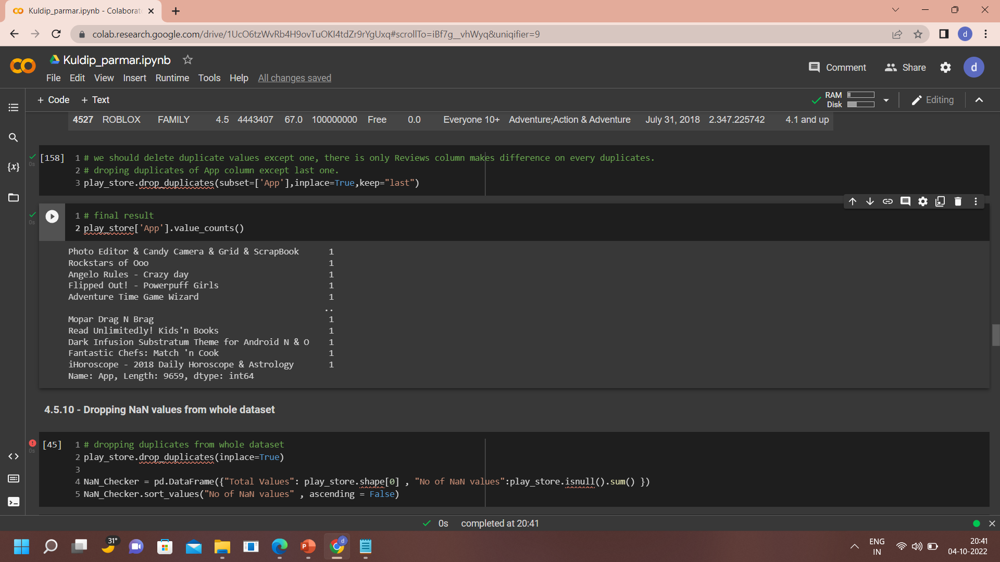 Kuldip_parmar.ipynb - Colaborat
colab.research.google.com/drive/1UcO6tzWvRb4H9ovTuOKI4tdZr9rYgUxq#scrollTo=iBf7g__vhWyq&uniqifier=9
d
Kuldip_parmar.ipynb
Comment
Share
d
File Edit View Insert Runtime Tools Help All changes saved
+ Code + Text
RAM
Disk
Editing
4527 ROBLOX FAMILY 4.5 4443407 67.0 100000000 Free 0.0 Everyone 10+ Adventure;Action & Adventure July 31, 2018 2.347.225742 4.1 and up
{x}
0s
[158]
1 # we should delete duplicate values except one, there is only Reviews column makes difference on every duplicates.
2 # droping duplicates of App column except last one.
3 play_store.drop_duplicates(subset=['App'],inplace=True,keep="last")
0s
1 # final result
2 play_store['App'].value_counts()
Photo Editor & Candy Camera & Grid & ScrapBook 1
Rockstars of Ooo 1
Angelo Rules - Crazy day 1
Flipped Out! - Powerpuff Girls 1
Adventure Time Game Wizard 1
..
Mopar Drag N Brag 1
Read Unlimitedly! Kids'n Books 1
Dark Infusion Substratum Theme for Android N & O 1
Fantastic Chefs: Match 'n Cook 1
iHoroscope - 2018 Daily Horoscope & Astrology 1
Name: App, Length: 9659, dtype: int64
4.5.10 - Dropping NaN values from whole dataset
0s
[45]
1 # dropping duplicates from whole dataset
2 play_store.drop_duplicates(inplace=True)
3
4 NaN_Checker = pd.DataFrame({"Total Values": play_store.shape[0] , "No of NaN values":play_store.isnull().sum() })
5 NaN_Checker.sort_values("No of NaN values" , ascending = False)
0s completed at 20:41
31°
d
P
ENG
IN
20:41
04-10-2022